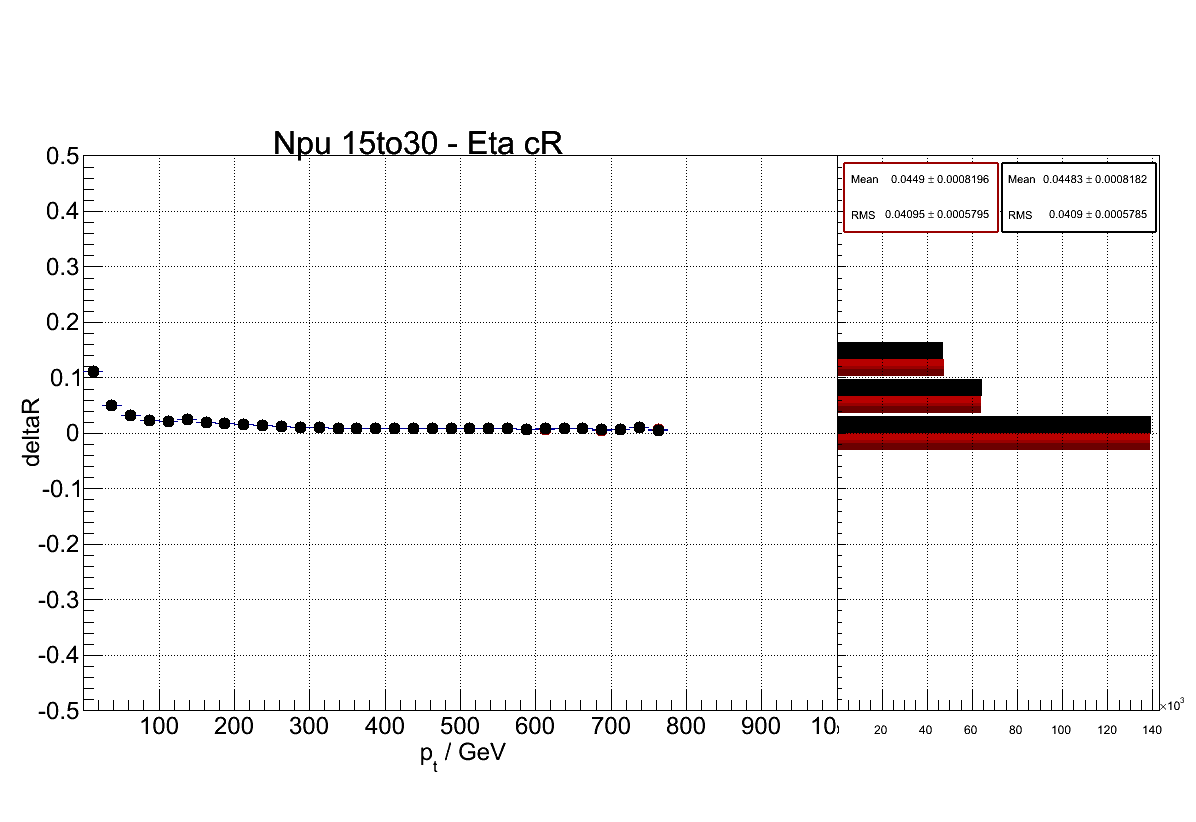 Npu 15to30 - Eta cR
0.5
0.4
0.3
0.2
0.1
0
-0.1
-0.2
-0.3
-0.4
-0.5
deltaR
100 200 300 400 500 600 700 800 900 10
p_t / GeV
Mean 0.0449 ± 0.0008196
RMS 0.04095 ± 0.0005795
Mean 0.04483 ± 0.0008182
RMS 0.0409 ± 0.0005785
20 40 60 80 100 120 140
×10³